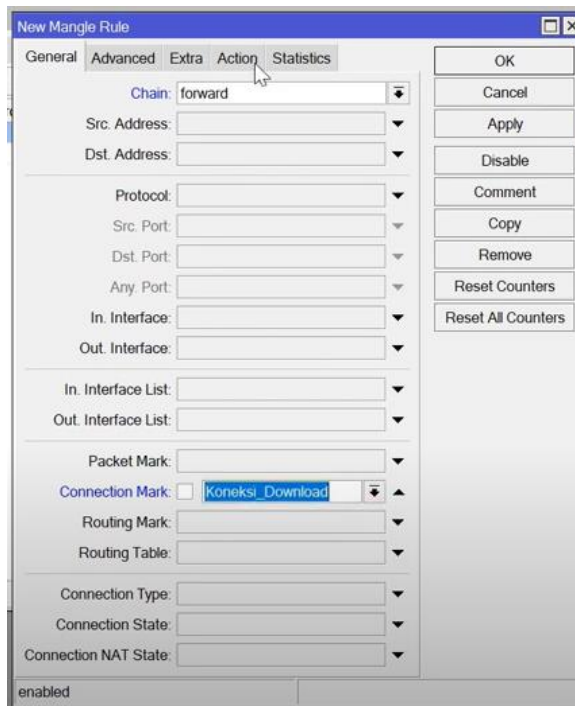 New Mangle Rule
General Advanced Extra Action Statistics
Chain: forward
Src. Address:
Dst. Address:
Protocol:
Src. Port:
Dst. Port:
Any. Port:
In. Interface:
Out. Interface:
In. Interface List:
Out. Interface List:
Packet Mark:
Connection Mark: Koneksi_Download
Routing Mark:
Routing Table:
Connection Type:
Connection State:
Connection NAT State:
enabled
OK
Cancel
Apply
Disable
Comment
Copy
Remove
Reset Counters
Reset All Counters